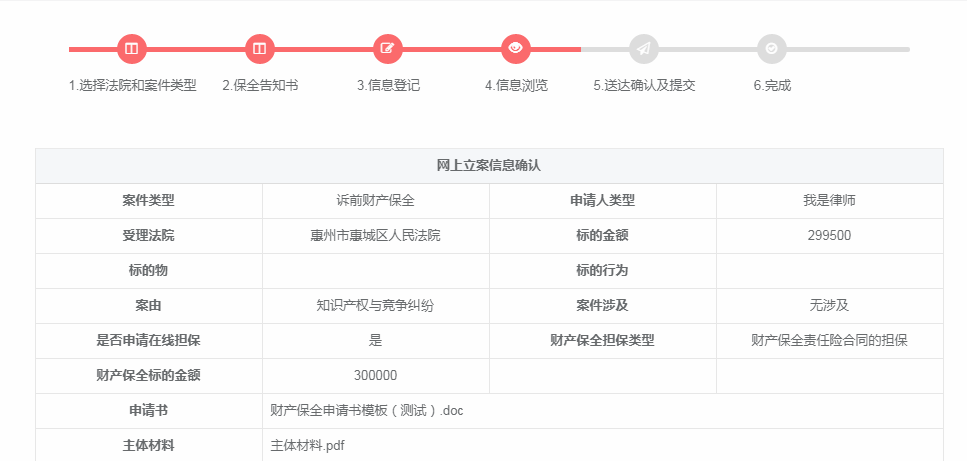 1.选择法院和案件类型 2.保全告知书 3.信息登记 4.信息浏览 5.送达确认及提交 6.完成
网上立案信息确认
案件类型 诉前财产保全 申请人类型 我是律师
受理法院 惠州市惠城区人民法院 标的金额 299500
标的物 标的行为
案由 知识产权与竞争纠纷 案件涉及 无涉及
是否申请在线担保 是 财产保全担保类型 财产保全责任险合同的担保
财产保全标的金额 300000
申请书 财产保全申请书模板（测试）.doc
主体材料 主体材料.pdf